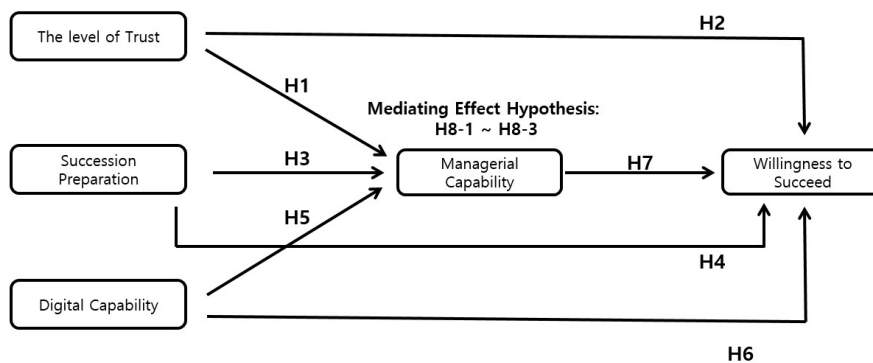 The level of Trust
H2
H1
Mediating Effect Hypothesis:
H8-1 ~ H8-3
Succession
Preparation
H3
Managerial
Capability
H7
Willingness to
Succeed
H5
H4
Digital Capability
H6